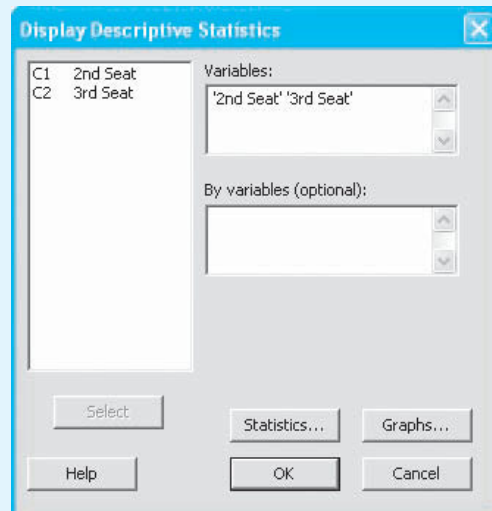 Display Descriptive Statistics
C1 2nd Seat
C2 3rd Seat
Variables:
'2nd Seat' '3rd Seat'
By variables (optional):
Select
Statistics...
Graphs...
Help
OK
Cancel